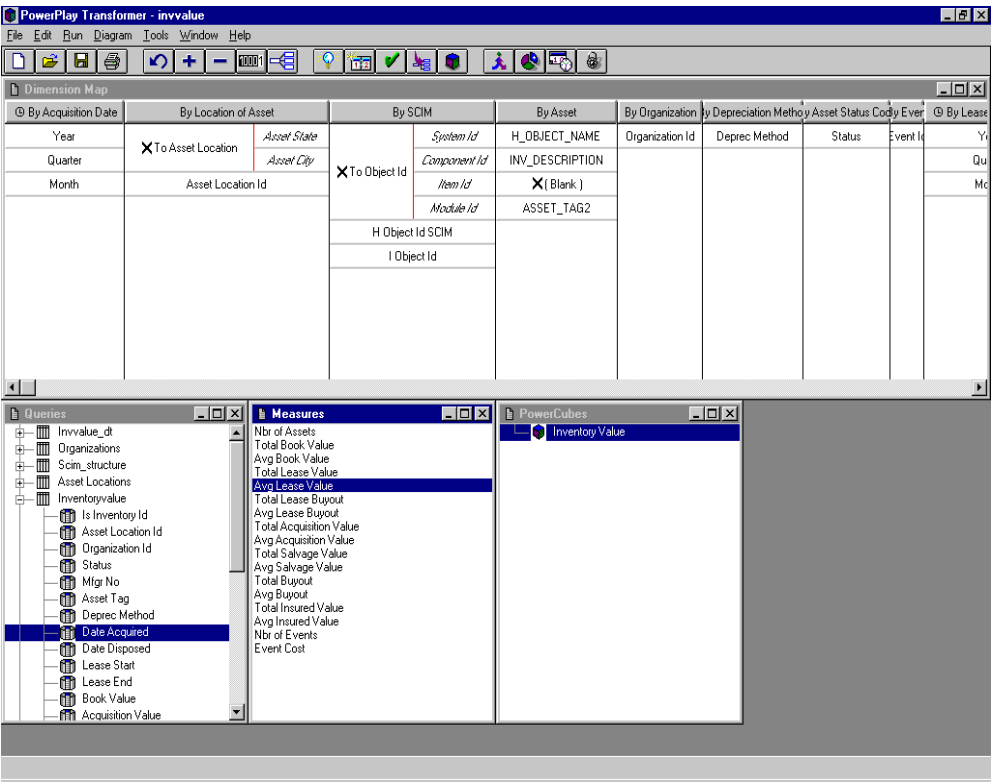 PowerPlay Transformer - invvalue
File Edit Run Diagram Tools Window Help
Dimension Map
By Acquisition Date By Location of Asset By SCIM By Asset By Organization By Depreciation Metho y Asset Status Cod y Ever By Lease
Year To Asset Location Asset State To Object Id System Id H_OBJECT_NAME Organization Id Deprec Method Status Event Id
Quarter Asset City Component Id INV_DESCRIPTION Qu
Month Asset Location Id Item Id ( Blank ) Mo
Module Id ASSET_TAG2
H Object Id SCIM
I Object Id
Queries
Invvalue_dt
Organizations
Scim_structure
Asset Locations
Inventoryvalue
Is Inventory Id
Asset Location Id
Organization Id
Status
Mfgr No
Asset Tag
Deprec Method
Date Acquired
Date Disposed
Lease Start
Lease End
Book Value
Acquisition Value
Measures
Nbr of Assets
Total Book Value
Avg Book Value
Total Lease Value
Avg Lease Value
Total Lease Buyout
Avg Lease Buyout
Total Acquisition Value
Avg Acquisition Value
Total Salvage Value
Avg Salvage Value
Total Buyout
Avg Buyout
Total Insured Value
Avg Insured Value
Nbr of Events
Event Cost
PowerCubes
Inventory Value